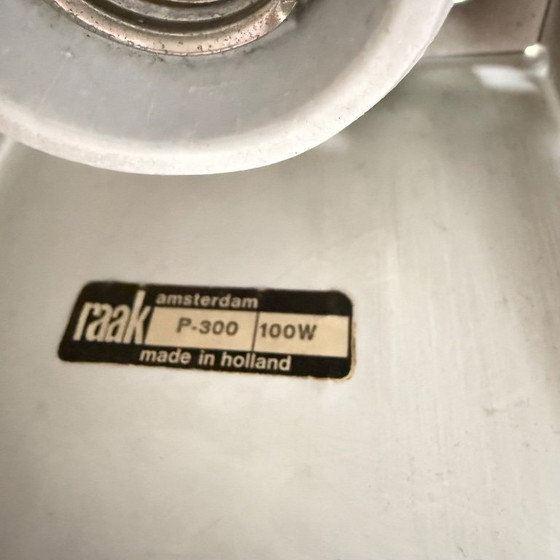 raak amsterdam
P-300 100W
made in holland